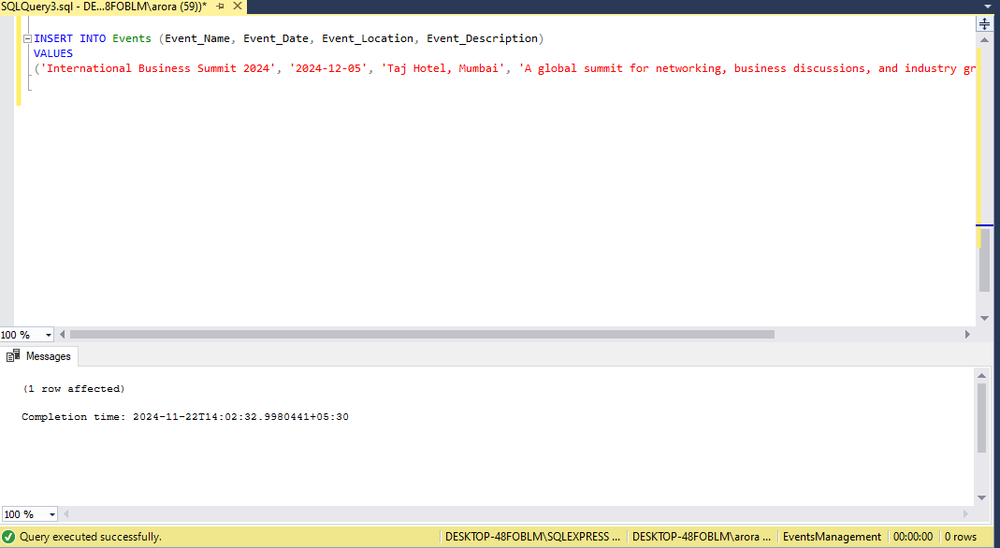 SQLQuery3.sql - DE...8FOBLM\arora (59))*
INSERT INTO Events (Event_Name, Event_Date, Event_Location, Event_Description)
VALUES
('International Business Summit 2024', '2024-12-05', 'Taj Hotel, Mumbai', 'A global summit for networking, business discussions, and industry gr
100 %
Messages
(1 row affected)
Completion time: 2024-11-22T14:02:32.9980441+05:30
100 %
Query executed successfully.
DESKTOP-48FOBLM\SQLEXPRESS ...
DESKTOP-48FOBLM\arora ...
EventsManagement
00:00:00
0 rows